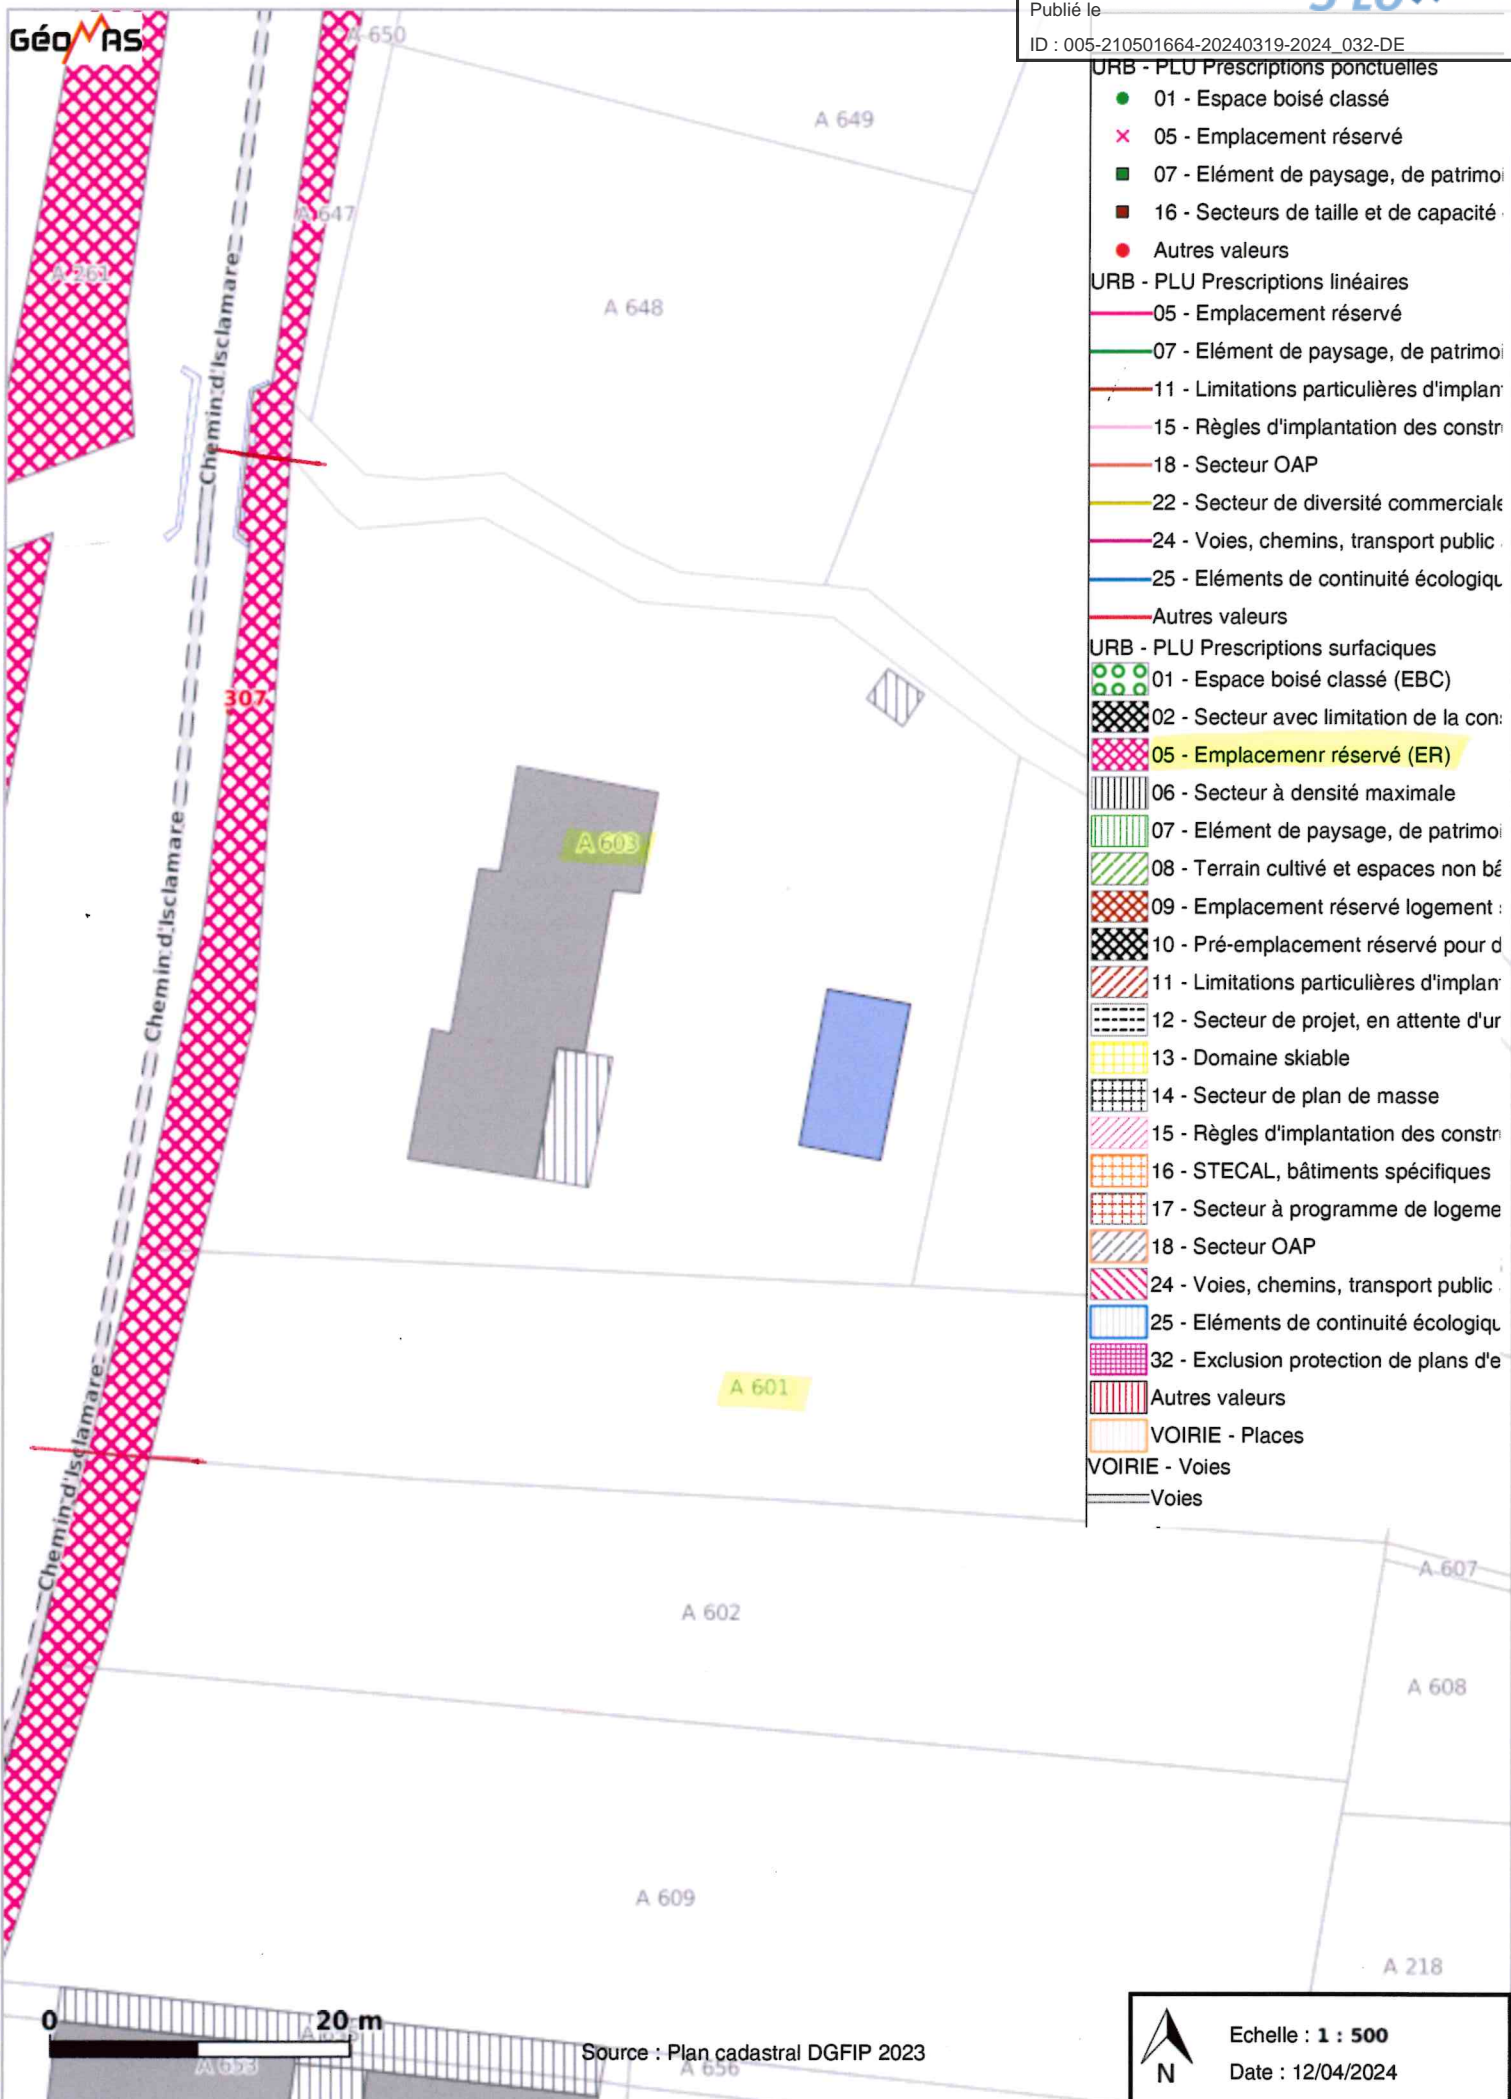 GéoMAS
Publié le
ID : 005-210501664-20240319-2024_032-DE
URB - PLU Prescriptions ponctuelles
01 - Espace boisé classé
05 - Emplacement réservé
07 - Elément de paysage, de patrimoi
16 - Secteurs de taille et de capacité
Autres valeurs
URB - PLU Prescriptions linéaires
05 - Emplacement réservé
07 - Elément de paysage, de patrimoi
11 - Limitations particulières d'implan
15 - Règles d'implantation des constr
18 - Secteur OAP
22 - Secteur de diversité commerciale
24 - Voies, chemins, transport public
25 - Eléments de continuité écologiqu
Autres valeurs
URB - PLU Prescriptions surfaciques
01 - Espace boisé classé (EBC)
02 - Secteur avec limitation de la con
05 - Emplacemenr réservé (ER)
06 - Secteur à densité maximale
07 - Elément de paysage, de patrimoi
08 - Terrain cultivé et espaces non bâ
09 - Emplacement réservé logement
10 - Pré-emplacement réservé pour d
11 - Limitations particulières d'implan
12 - Secteur de projet, en attente d'ur
13 - Domaine skiable
14 - Secteur de plan de masse
15 - Règles d'implantation des constr
16 - STECAL, bâtiments spécifiques
17 - Secteur à programme de logeme
18 - Secteur OAP
24 - Voies, chemins, transport public
25 - Eléments de continuité écologiqu
32 - Exclusion protection de plans d'e
Autres valeurs
VOIRIE - Places
VOIRIE - Voies
Voies
A 650
A 649
A 647
A 261
A 648
Chemin d'Isclamare
307
A 603
Chemin d'Isclamare
A 601
Chemin d'Isclamare
A 607
A 602
A 608
A 609
A 218
0
20 m
A 653
A 656
Source : Plan cadastral DGFIP 2023
N
Echelle : 1 : 500
Date : 12/04/2024